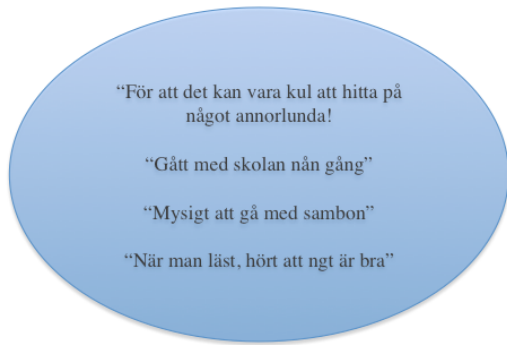 “För att det kan vara kul att hitta på
något annorlunda!
“Gått med skolan nån gång”
“Mysigt att gå med sambon”
“När man läst, hört att ngt är bra”